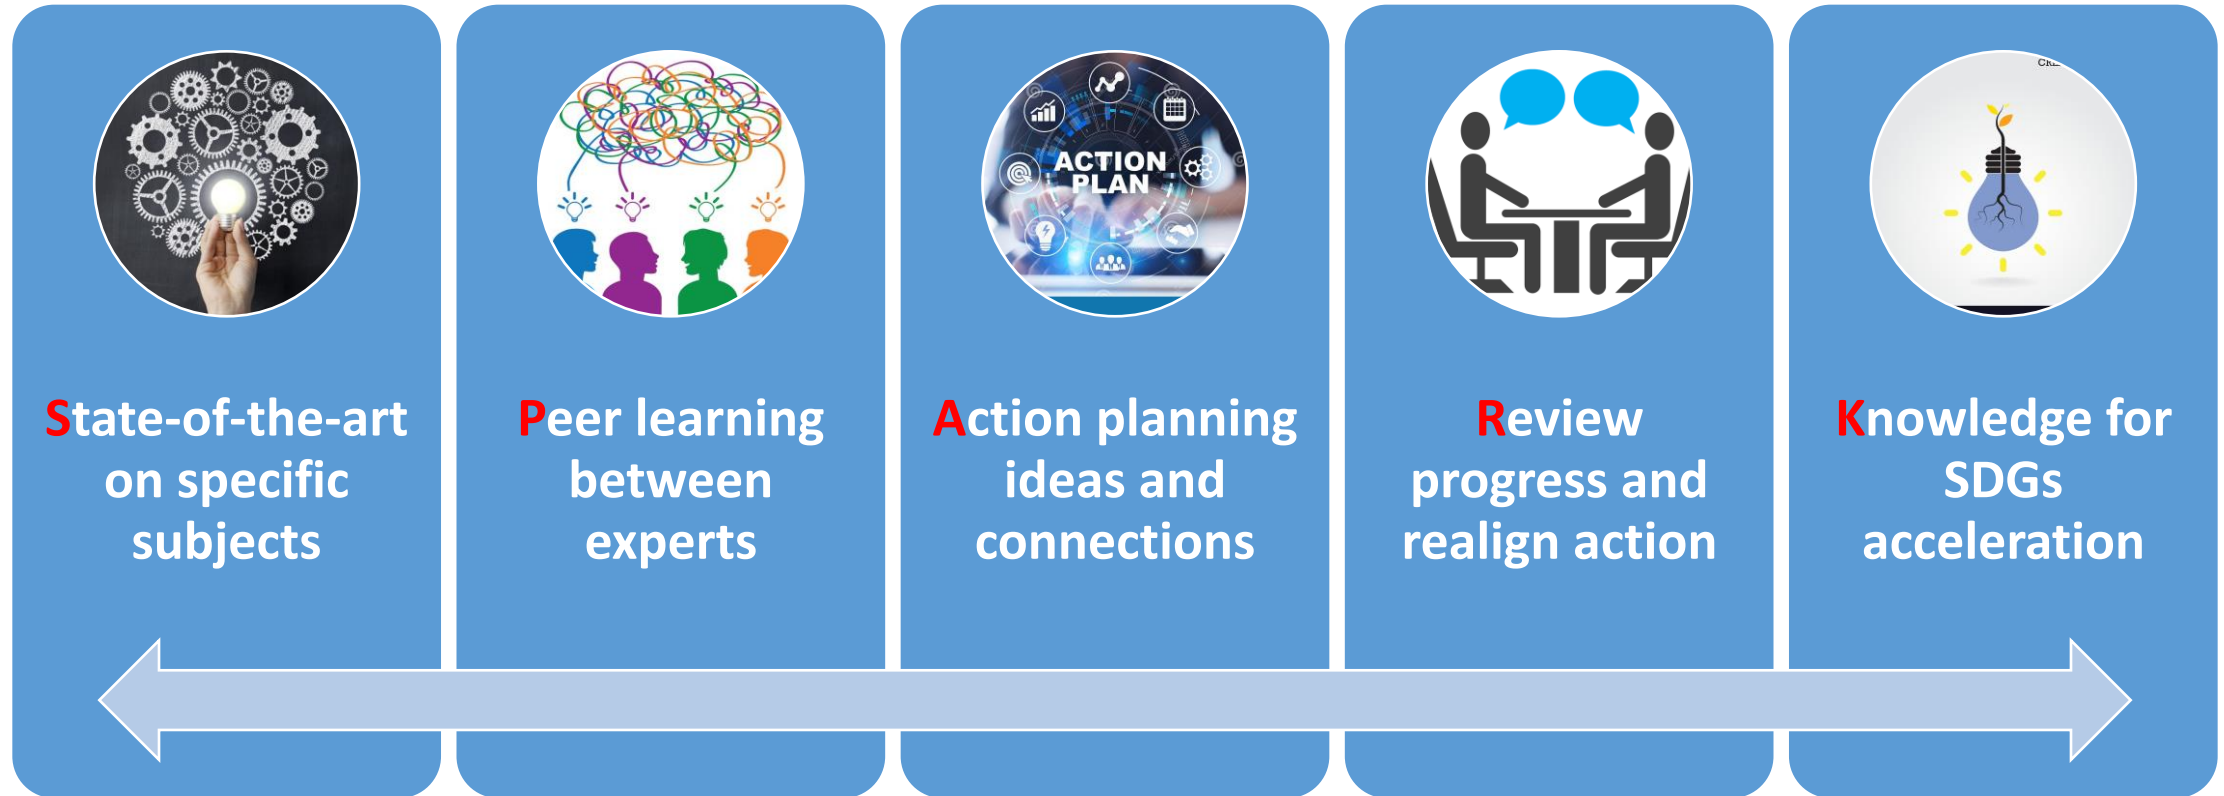 ACTION
PLAN
State-of-the-art
on specific
subjects
Peer learning
between
experts
Action planning
ideas and
connections
Review
progress and
realign action
Knowledge for
SDGs
acceleration